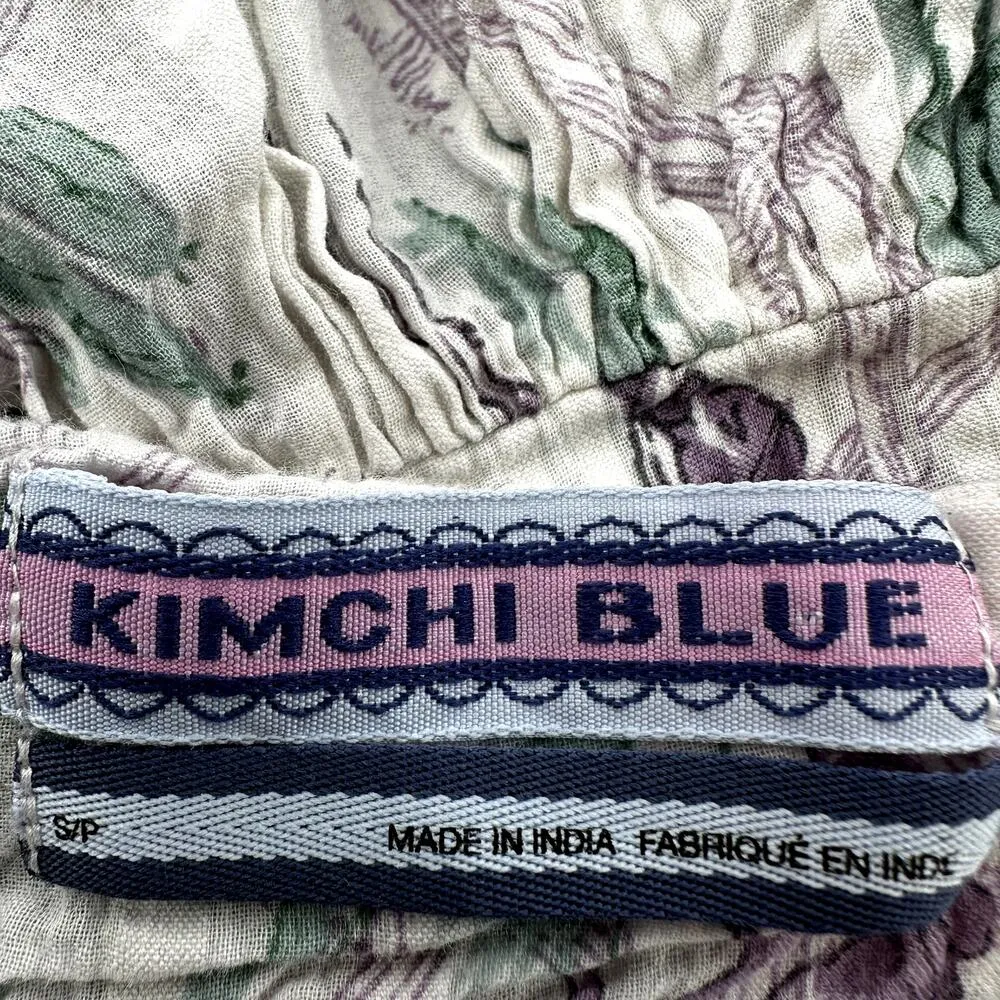 KIMCHI BLUE
S/P MADE IN INDIA FABRIQUÉ EN INDE